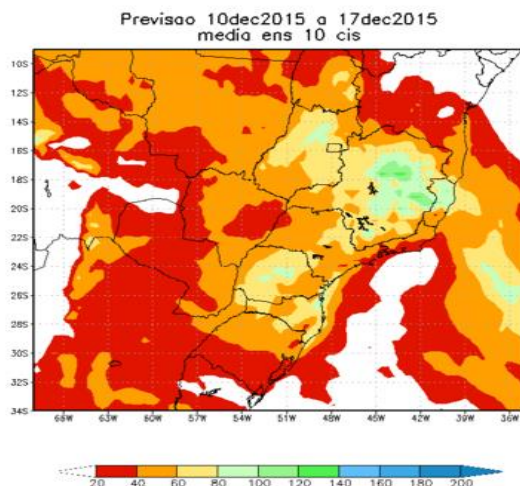 Previsao 10dec2015 a 17dec2015
media ens 10 cis
10S
12S
14S
16S
18S
20S
22S
24S
26S
28S
30S
32S
34S
66W 63W 60W 57W 54W 51W 48W 45W 42W 39W 36W
20 40 60 80 100 120 140 160 180 200